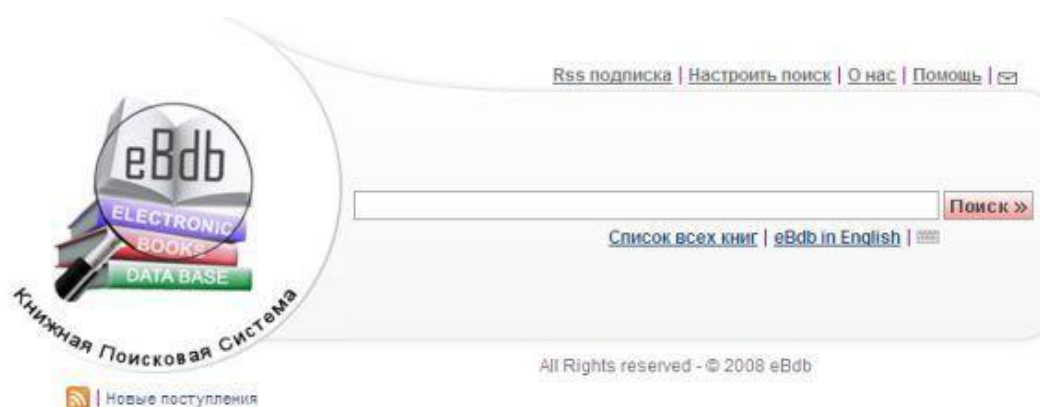 Rss подписка | Настроить поиск | О нас | Помощь |
eBdb
ELECTRONIC
BOOKS
DATA BASE
Книжная Поисковая Система
Поиск »
Список всех книг | eBdb in English |
All Rights reserved - © 2008 eBdb
| Новые поступления